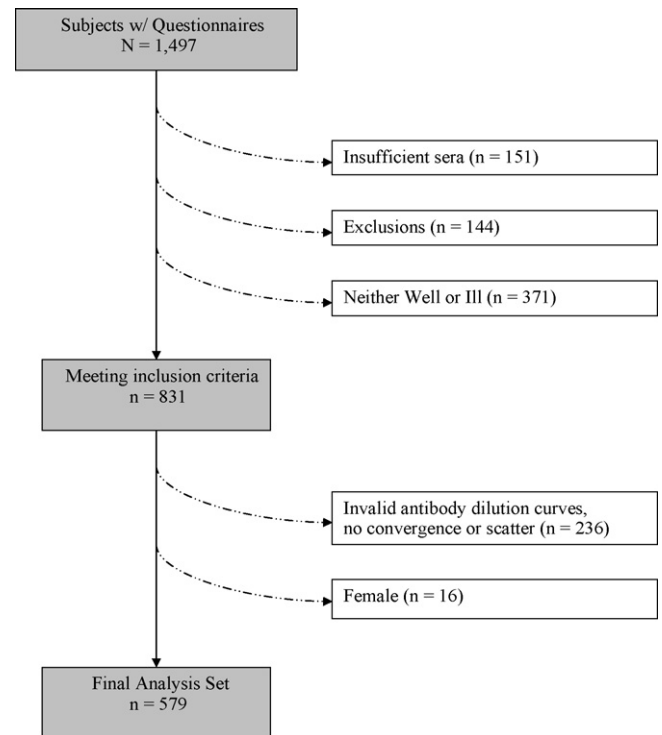 Subjects w/ Questionnaires
N = 1,497
Insufficient sera (n = 151)
Exclusions (n = 144)
Neither Well or Ill (n = 371)
Meeting inclusion criteria
n = 831
Invalid antibody dilution curves,
no convergence or scatter (n = 236)
Female (n = 16)
Final Analysis Set
n = 579